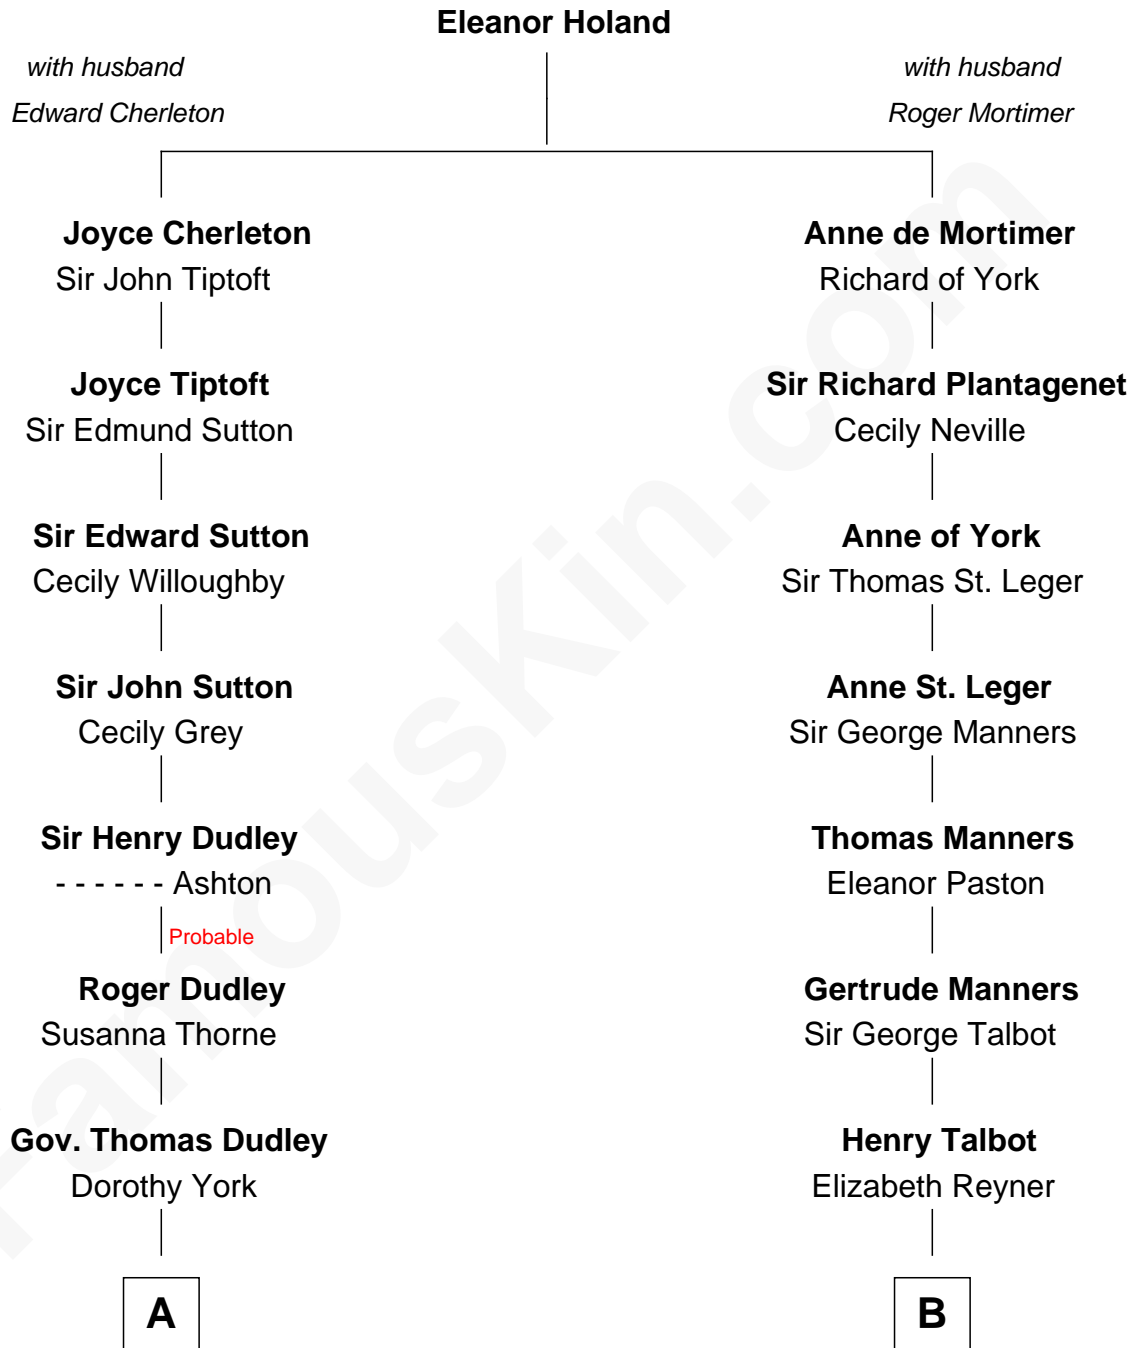 Eleanor Holand
with husband
Edward Cherleton
with husband
Roger Mortimer
Joyce Cherleton
Sir John Tiptoft
Anne de Mortimer
Richard of York
Joyce Tiptoft
Sir Edmund Sutton
Sir Richard Plantagenet
Cecily Neville
Sir Edward Sutton
Cecily Willoughby
Anne of York
Sir Thomas St. Leger
Sir John Sutton
Cecily Grey
Anne St. Leger
Sir George Manners
Sir Henry Dudley
- - - - - - Ashton
Thomas Manners
Eleanor Paston
Probable
Roger Dudley
Susanna Thorne
Gertrude Manners
Sir George Talbot
Gov. Thomas Dudley
Dorothy York
Henry Talbot
Elizabeth Reyner
A
B
FamousKin.com